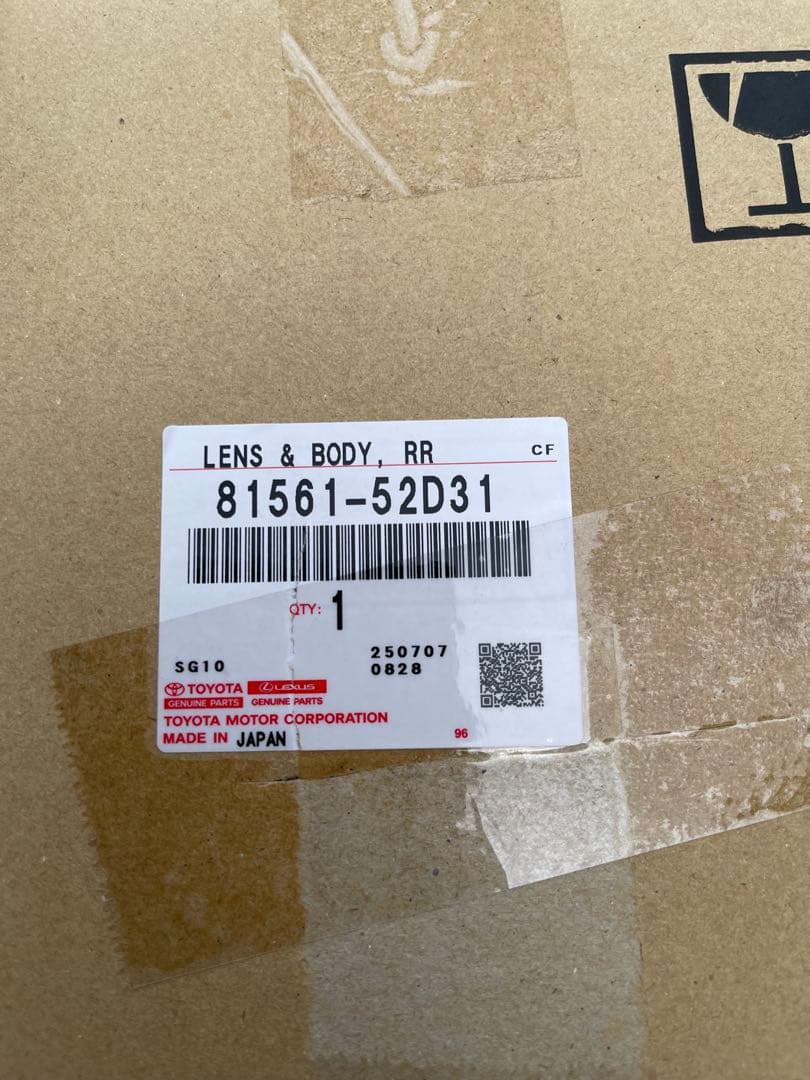 LENS & BODY, RR CF
81561-52D31
QTY: 1
SG10
250707
0828
TOYOTA LEXUS
GENUINE PARTS GENUINE PARTS
TOYOTA MOTOR CORPORATION
MADE IN JAPAN
96